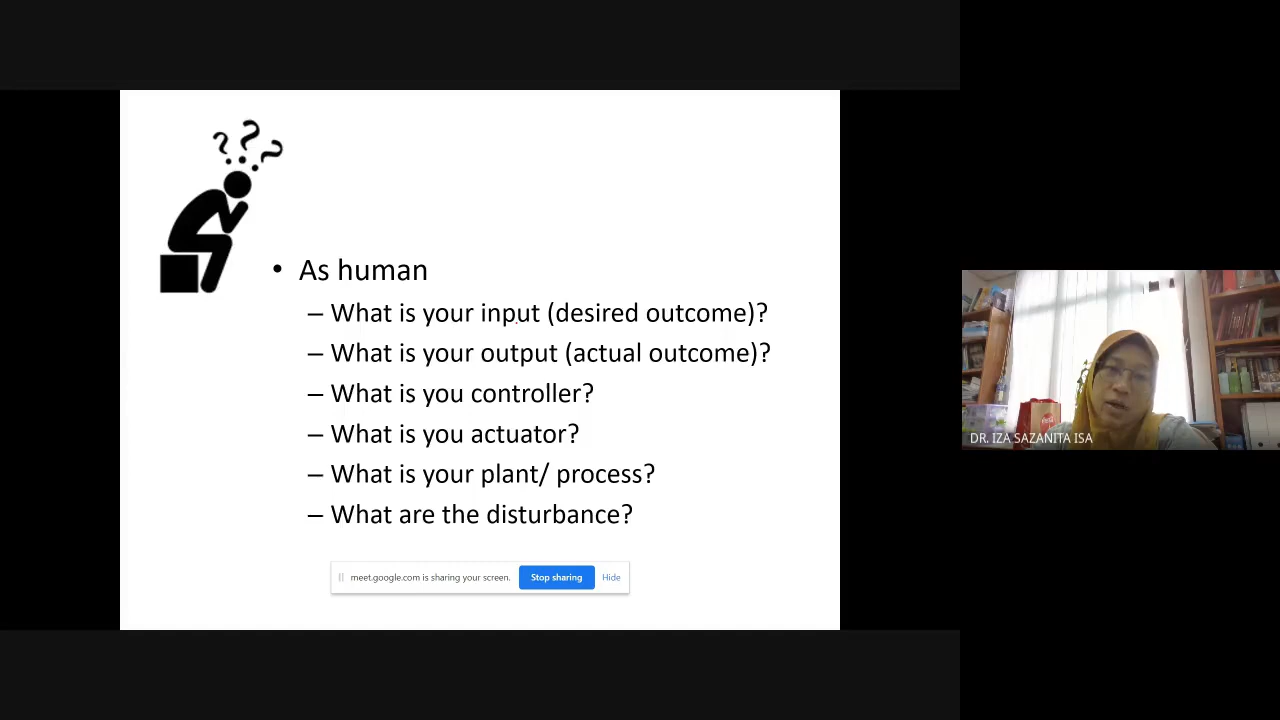 ? ? ?
• As human
– What is your input (desired outcome)?
– What is your output (actual outcome)?
– What is you controller?
– What is you actuator?
– What is your plant/ process?
– What are the disturbance?
meet.google.com is sharing your screen. Stop sharing Hide
DR. IZA SAZANITA ISA